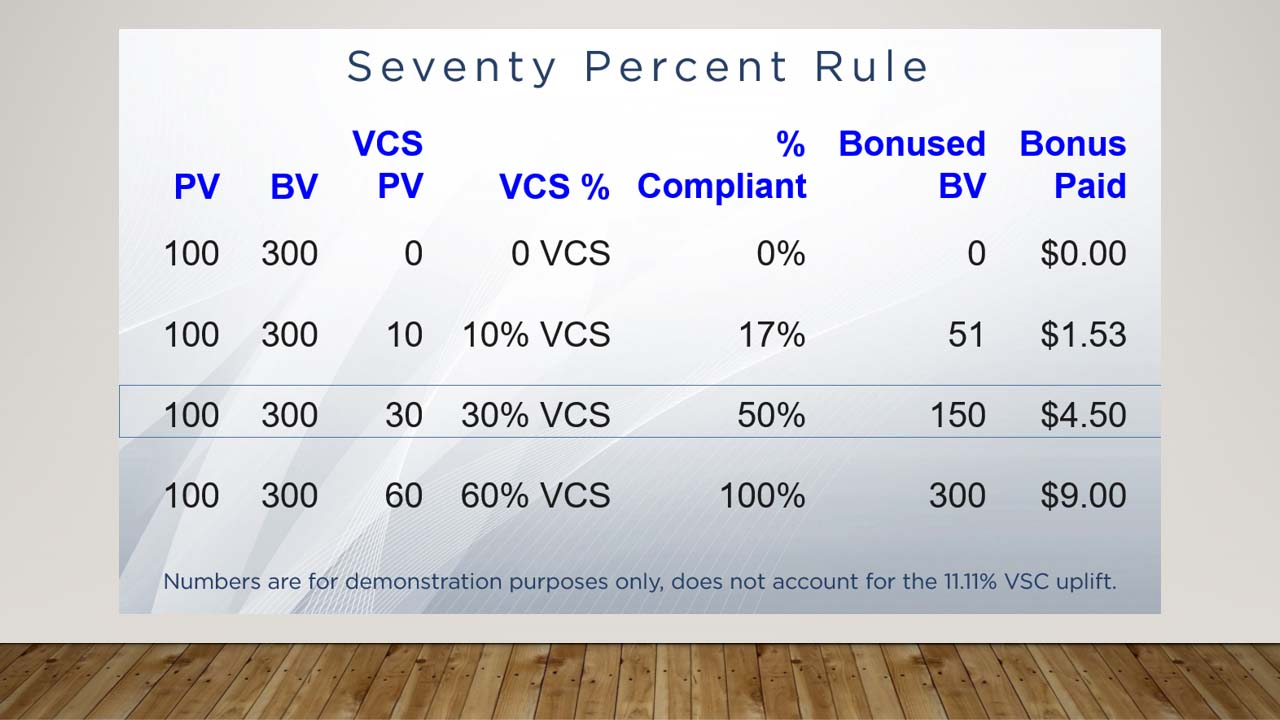 Seventy Percent Rule
VCS % Bonused Bonus
PV BV PV VCS % Compliant BV Paid
100 300 0 0 VCS 0% 0 $0.00
100 300 10 10% VCS 17% 51 $1.53
100 300 30 30% VCS 50% 150 $4.50
100 300 60 60% VCS 100% 300 $9.00
Numbers are for demonstration purposes only, does not account for the 11.11% VSC uplift.